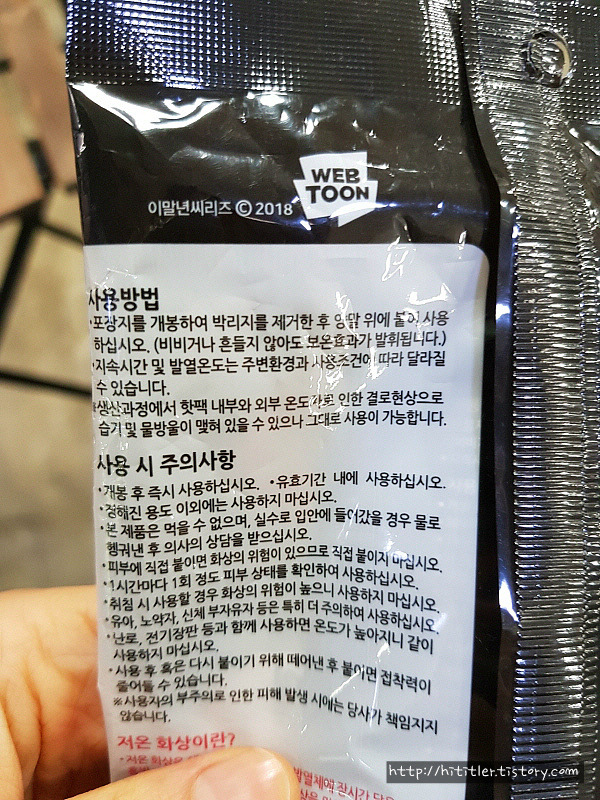 WEB
TOON
이말년씨리즈 © 2018
사용방법
•포장지를 개봉하여 박리지를 제거한 후 양말 위에 붙여 사용
하십시오. (비비거나 흔들지 않아도 보온효과가 발휘됩니다.)
•지속시간 및 발열온도는 주변환경과 사용조건에 따라 달라질
수 있습니다.
•생산과정에서 핫팩 내부와 외부 온도차로 인한 결로현상으로
습기 및 물방울이 맺혀 있을 수 있으나 그대로 사용이 가능합니다.
사용 시 주의사항
•개봉 후 즉시 사용하십시오. •유효기간 내에 사용하십시오.
•정해진 용도 이외에는 사용하지 마십시오.
•본 제품은 먹을 수 없으며, 실수로 입안에 들어갔을 경우 물로
헹궈낸 후 의사의 상담을 받으십시오.
•피부에 직접 붙이면 화상의 위험이 있으므로 직접 붙이지 마십시오.
•1시간마다 1회 정도 피부 상태를 확인하여 사용하십시오.
•취침 시 사용할 경우 화상의 위험이 높으니 사용하지 마십시오.
•유아, 노약자, 신체 부자유자 등은 특히 더 주의하여 사용하십시오.
•난로, 전기장판 등과 함께 사용하면 온도가 높아지니 같이
사용하지 마십시오.
•사용 후 혹은 다시 붙이기 위해 떼어낸 후 붙이면 접착력이
줄어들 수 있습니다.
※사용자의 부주의로 인한 피해 발생 시에는 당사가 책임지지
않습니다.
저온 화상이란?
•저온 화상은 발열체에 장시간
http://hititler.tistory.com